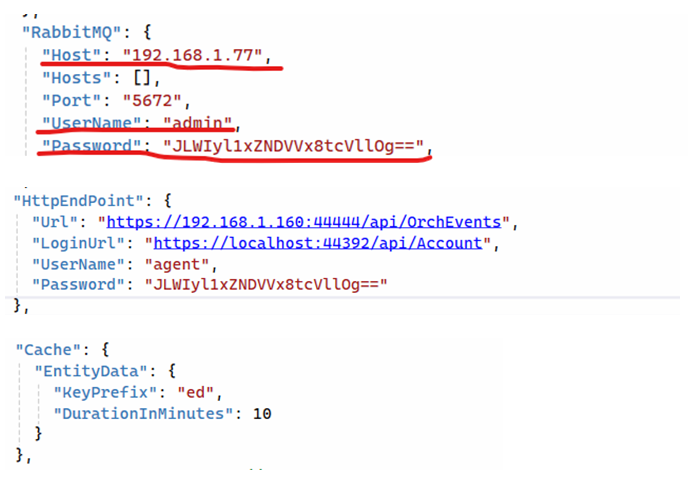 "RabbitMQ": {
"Host": "192.168.1.77",
"Hosts": [],
"Port": "5672",
"UserName": "admin",
"Password": "JLWIyl1xZNDVVx8tcVllOg==",
"HttpEndPoint": {
"Url": "https://192.168.1.160:44444/api/OrchEvents",
"LoginUrl": "https://localhost:44392/api/Account",
"UserName": "agent",
"Password": "JLWIyl1xZNDVVx8tcVllOg=="
},
"Cache": {
"EntityData": {
"KeyPrefix": "ed",
"DurationInMinutes": 10
}
},